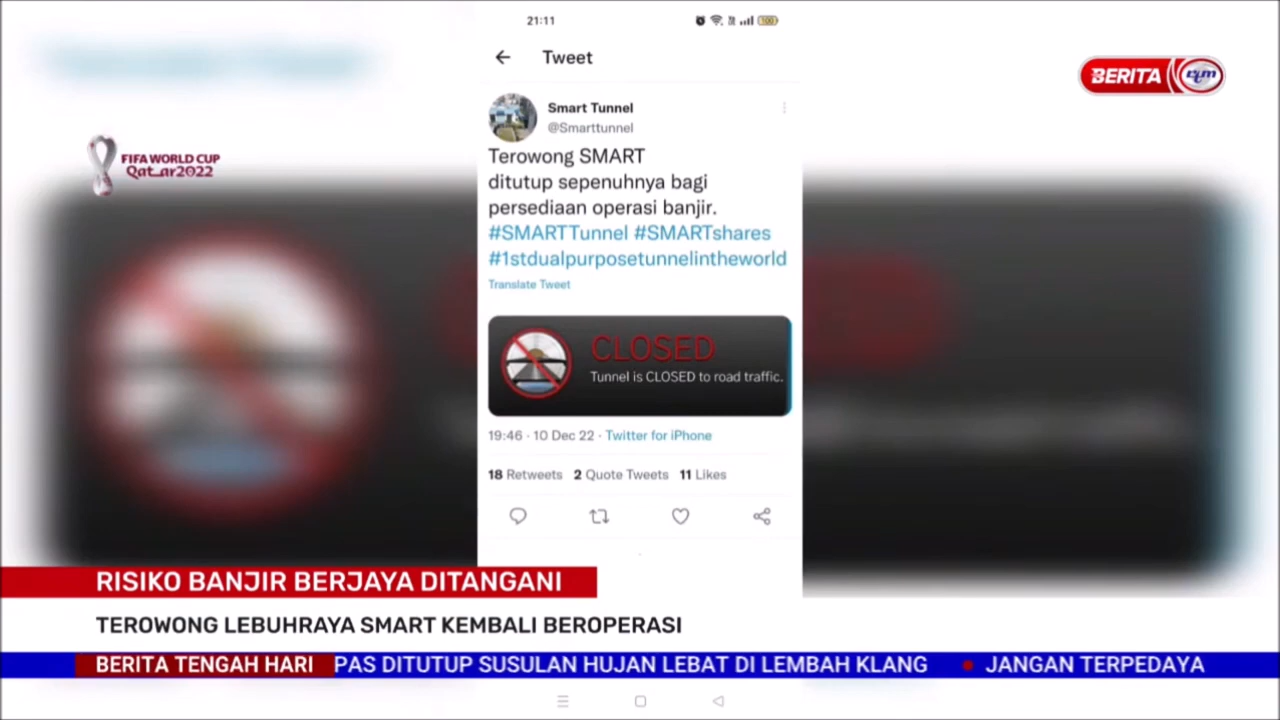 21:11
100
Tweet
BERITA rtm
Smart Tunnel
@Smarttunnel
FIFA WORLD CUP
Qatar2022
Terowong SMART
ditutup sepenuhnya bagi
persediaan operasi banjir.
#SMARTTunnel #SMARTshares
#1stdualpurposetunnelintheworld
Translate Tweet
CLOSED
Tunnel is CLOSED to road traffic.
19:46 · 10 Dec 22 · Twitter for iPhone
18 Retweets 2 Quote Tweets 11 Likes
RISIKO BANJIR BERJAYA DITANGANI
TEROWONG LEBUHRAYA SMART KEMBALI BEROPERASI
BERITA TENGAH HARI PAS DITUTUP SUSULAN HUJAN LEBAT DI LEMBAH KLANG • JANGAN TERPEDAYA